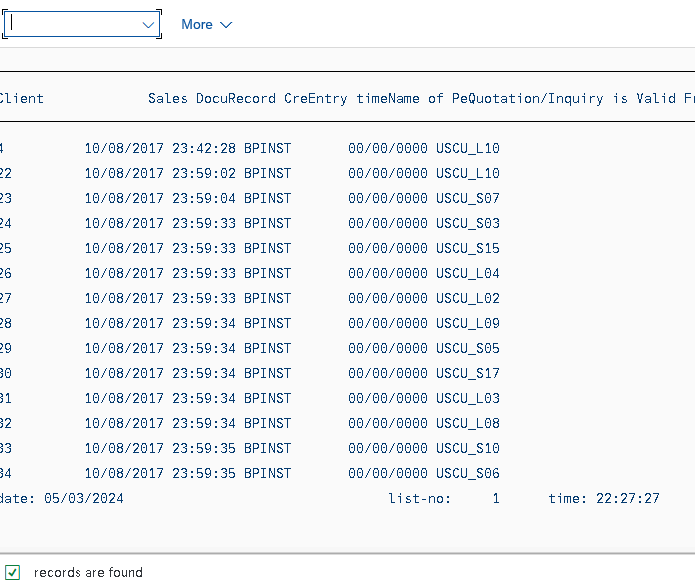 More
Client Sales DocuRecord CreEntry timeName of PeQuotation/Inquiry is Valid Fr
4 10/08/2017 23:42:28 BPINST 00/00/0000 USCU_L10
22 10/08/2017 23:59:02 BPINST 00/00/0000 USCU_L10
23 10/08/2017 23:59:04 BPINST 00/00/0000 USCU_S07
24 10/08/2017 23:59:33 BPINST 00/00/0000 USCU_S03
25 10/08/2017 23:59:33 BPINST 00/00/0000 USCU_S15
26 10/08/2017 23:59:33 BPINST 00/00/0000 USCU_L04
27 10/08/2017 23:59:33 BPINST 00/00/0000 USCU_L02
28 10/08/2017 23:59:34 BPINST 00/00/0000 USCU_L09
29 10/08/2017 23:59:34 BPINST 00/00/0000 USCU_S05
30 10/08/2017 23:59:34 BPINST 00/00/0000 USCU_S17
31 10/08/2017 23:59:34 BPINST 00/00/0000 USCU_L03
32 10/08/2017 23:59:34 BPINST 00/00/0000 USCU_L08
33 10/08/2017 23:59:35 BPINST 00/00/0000 USCU_S10
34 10/08/2017 23:59:35 BPINST 00/00/0000 USCU_S06
date: 05/03/2024 list-no: 1 time: 22:27:27
records are found